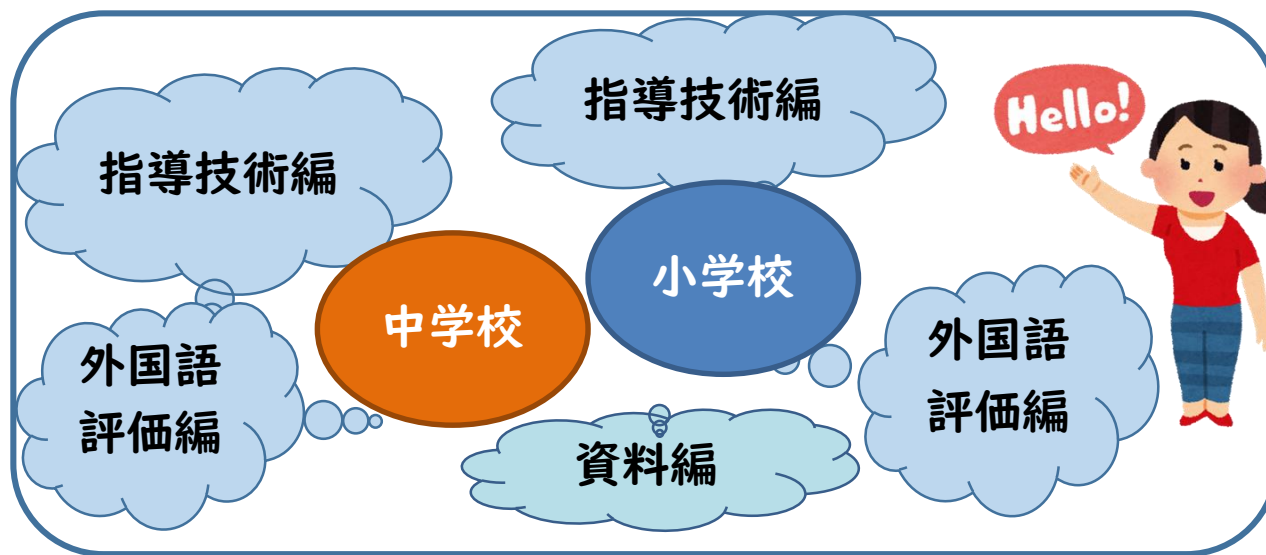 指導技術編
指導技術編
Hello!
小学校
中学校
外国語
評価編
外国語
評価編
資料編